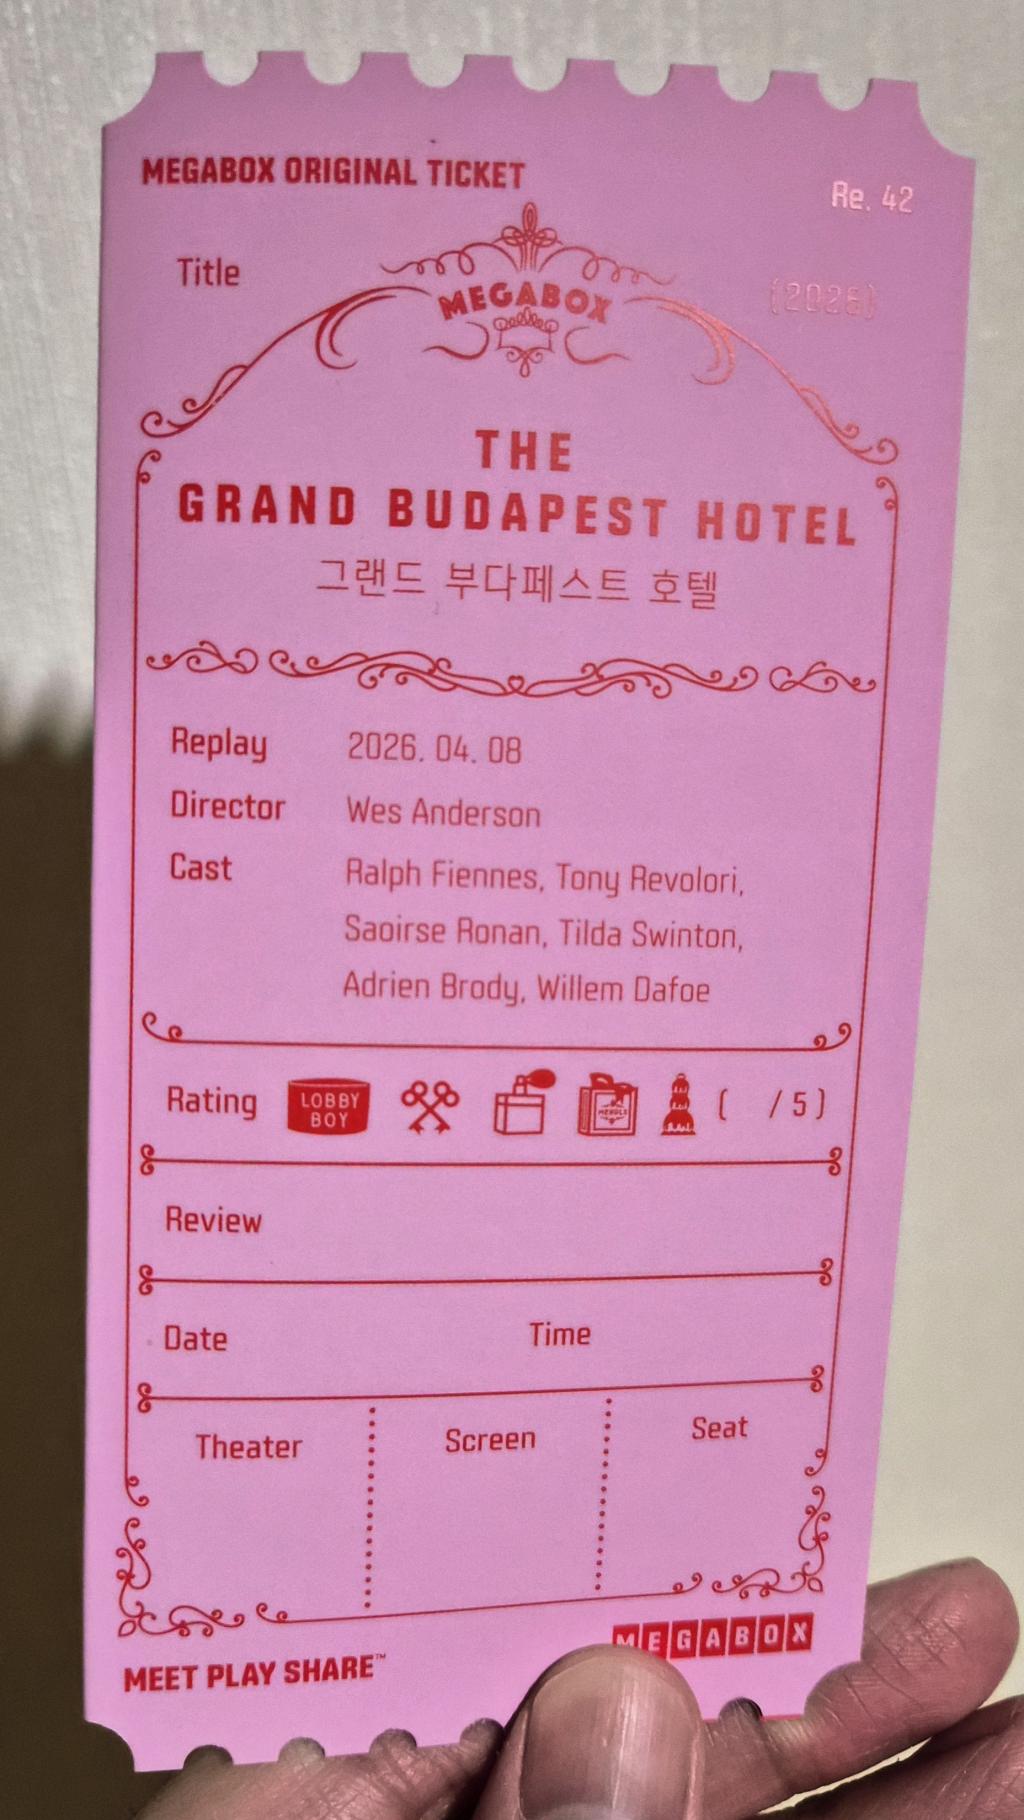 MEGABOX ORIGINAL TICKET
Re. 42
Title
(2026)
MEGABOX
THE
GRAND BUDAPEST HOTEL
그랜드 부다페스트 호텔
Replay 2026. 04. 08
Director Wes Anderson
Cast Ralph Fiennes, Tony Revolori,
Saoirse Ronan, Tilda Swinton,
Adrien Brody, Willem Dafoe
Rating LOBBY BOY MENDL'S ( /5)
Review
Date Time
Theater Screen Seat
MEGABOX
MEET PLAY SHARE™